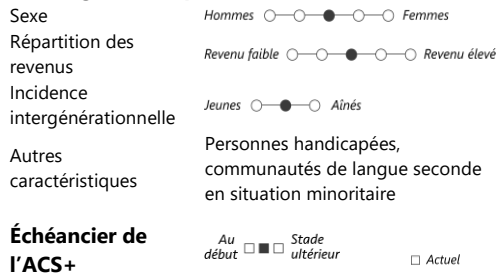 Sexe
Hommes Femmes
Répartition des
revenus
Revenu faible Revenu élevé
Incidence
intergénérationnelle
Jeunes Aînés
Autres
caractéristiques
Personnes handicapées,
communautés de langue seconde
en situation minoritaire
Échéancier de
l'ACS+
Au
début
Stade
ultérieur
Actuel